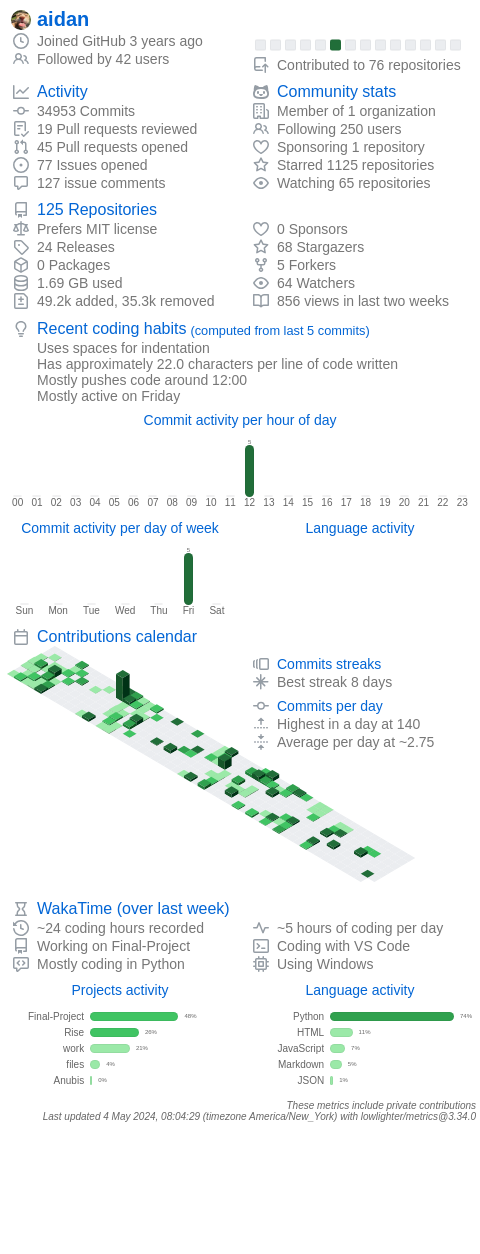 aidan
Joined GitHub 3 years ago
Followed by 42 users
Contributed to 76 repositories
Activity
34953 Commits
19 Pull requests reviewed
45 Pull requests opened
77 Issues opened
127 issue comments
Community stats
Member of 1 organization
Following 250 users
Sponsoring 1 repository
Starred 1125 repositories
Watching 65 repositories
125 Repositories
Prefers MIT license
24 Releases
0 Packages
1.69 GB used
49.2k added, 35.3k removed
0 Sponsors
68 Stargazers
5 Forkers
64 Watchers
856 views in last two weeks
Recent coding habits (computed from last 5 commits)
Uses spaces for indentation
Has approximately 22.0 characters per line of code written
Mostly pushes code around 12:00
Mostly active on Friday
Commit activity per hour of day
5
00 01 02 03 04 05 06 07 08 09 10 11 12 13 14 15 16 17 18 19 20 21 22 23
Commit activity per day of week
5
Sun Mon Tue Wed Thu Fri Sat
Language activity
Contributions calendar
Commits streaks
Best streak 8 days
Commits per day
Highest in a day at 140
Average per day at ~2.75
WakaTime (over last week)
~24 coding hours recorded
Working on Final-Project
Mostly coding in Python
~5 hours of coding per day
Coding with VS Code
Using Windows
Projects activity
Final-Project 48%
Rise 26%
work 21%
files 4%
Anubis 0%
Language activity
Python 74%
HTML 11%
JavaScript 7%
Markdown 5%
JSON 1%
These metrics include private contributions
Last updated 4 May 2024, 08:04:29 (timezone America/New_York) with lowlighter/metrics@3.34.0